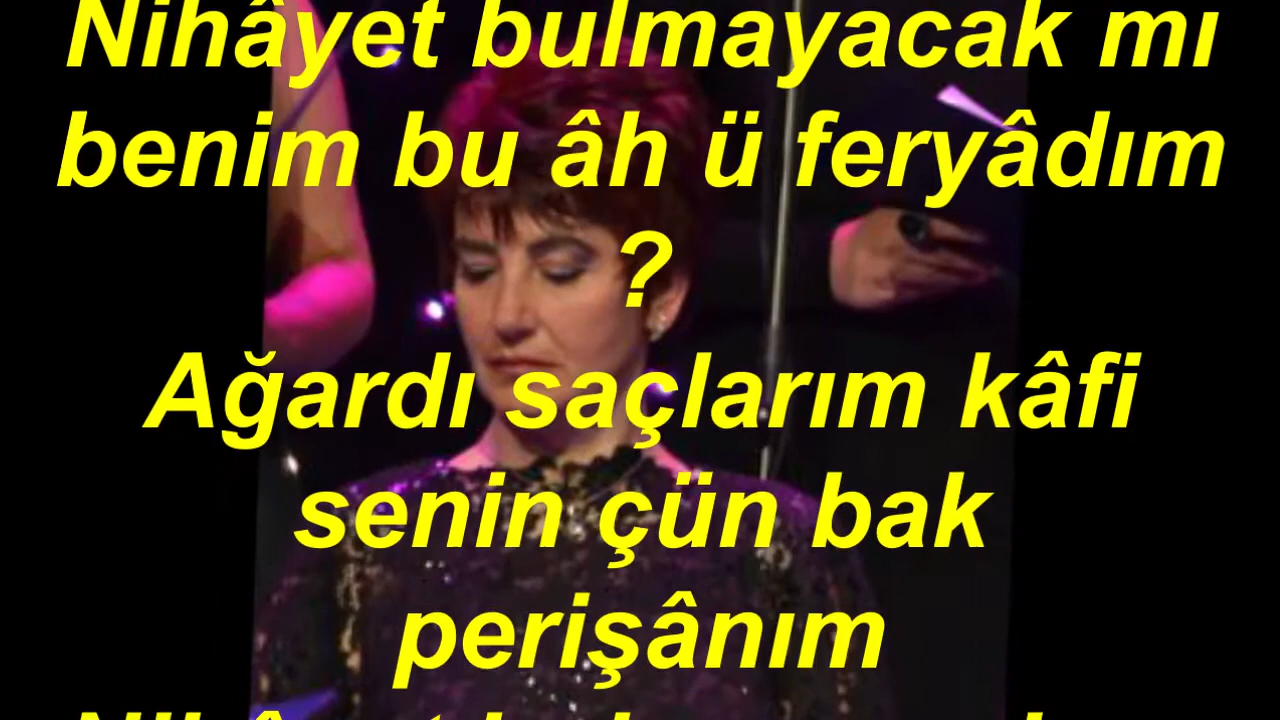 Nihâyet bulmayacak mı
benim bu âh ü feryâdım
?
Ağardı saçlarım kâfi
senin çün bak
perişânım